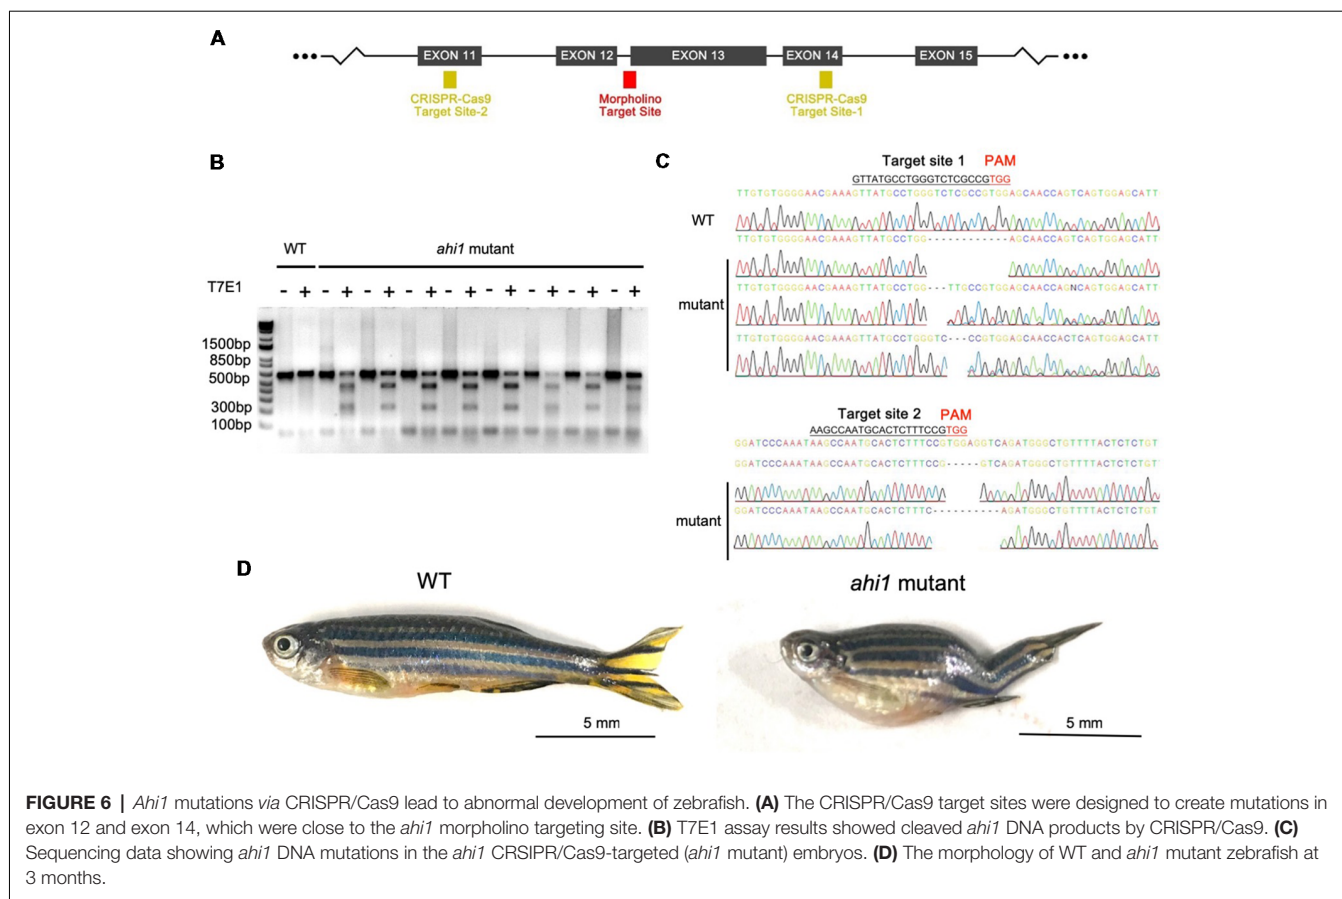 A
EXON 11
EXON 12
EXON 13
EXON 14
EXON 15
CRISPR-Cas9
Target Site-2
Morpholino
Target Site
CRISPR-Cas9
Target Site-1
B
WT
ahi1 mutant
T7E1
- + - + - + - + - + - + - + - + - +
1500bp
850bp
500bp
300bp
100bp
C
Target site 1 PAM
GTTATGCCTGGGTCTCGCCGTGG
TTGTGTGGGGAACGAAAGTTATGCCTGGGTCTCGCCGTGGAGCAACCAGTCAGTGGAGCATT
WT
TTGTGTGGGGAACGAAAGTTATGCCTGG------------AGCAACCAGTCAGTGGAGCATT
mutant
TTGTGTGGGGAACGAAAGTTATGCCTGG---TTGCCGTGGAGCAACCAGNCAGTGGAGCATT
TTGTGTGGGGAACGAAAGTTATGCCTGGGTC---CCGTGGAGCAACCACTCAGTGGAGCATT
Target site 2 PAM
AAGCCAATGCACTCTTTCCGTGG
GGATCCCAAATAAGCCAATGCACTCTTTCCGTGGAGGTCAGATGGGCTGTTTTACTCTCTGT
GGATCCCAAATAAGCCAATGCACTCTTTCCG-----GTCAGATGGGCTGTTTTACTCTCTGT
mutant
GGATCCCAAATAAGCCAATGCACTCTTTC----------AGATGGGCTGTTTTACTCTCTGT
D
WT
ahi1 mutant
5 mm
5 mm
FIGURE 6 | Ahi1 mutations via CRISPR/Cas9 lead to abnormal development of zebrafish. (A) The CRISPR/Cas9 target sites were designed to create mutations in
exon 12 and exon 14, which were close to the ahi1 morpholino targeting site. (B) T7E1 assay results showed cleaved ahi1 DNA products by CRISPR/Cas9. (C)
Sequencing data showing ahi1 DNA mutations in the ahi1 CRSIPR/Cas9-targeted (ahi1 mutant) embryos. (D) The morphology of WT and ahi1 mutant zebrafish at
3 months.